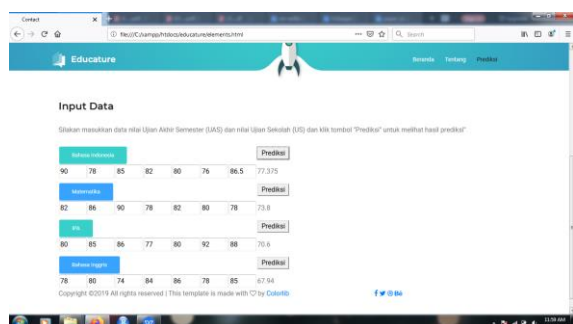 Contact
file:///C:/xampp/htdocs/educature/elements.html
Search
Educature
Beranda Tentang Prediksi
Input Data
Silakan masukkan data nilai Ujian Akhir Semester (UAS) dan nilai Ujian Sekolah (US) dan klik tombol "Prediksi" untuk melihat hasil prediksi"
Bahasa Indonesia Prediksi
90 78 85 82 80 76 86.5 77.375
Matematika Prediksi
82 86 90 78 82 80 78 73.8
IPA Prediksi
80 85 86 77 80 92 88 70.6
Bahasa Inggris Prediksi
78 80 74 84 86 78 85 67.94
Copyright ©2019 All rights reserved | This template is made with ♡ by Colorlib
11:59 AM